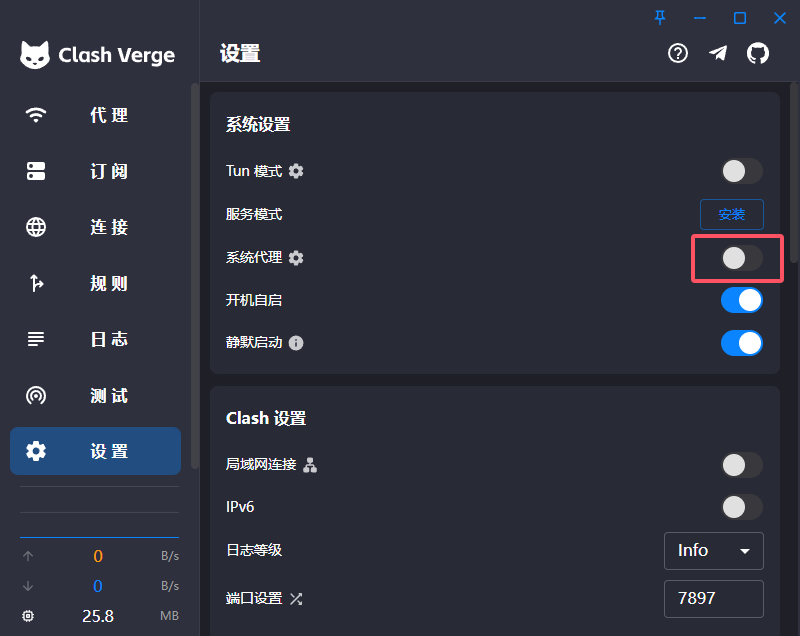 Clash Verge
设置
代理
订阅
连接
规则
日志
测试
设置
0 B/s
0 B/s
25.8 MB
系统设置
Tun 模式
服务模式 安装
系统代理
开机自启
静默启动
Clash 设置
局域网连接
IPv6
日志等级 Info
端口设置 7897